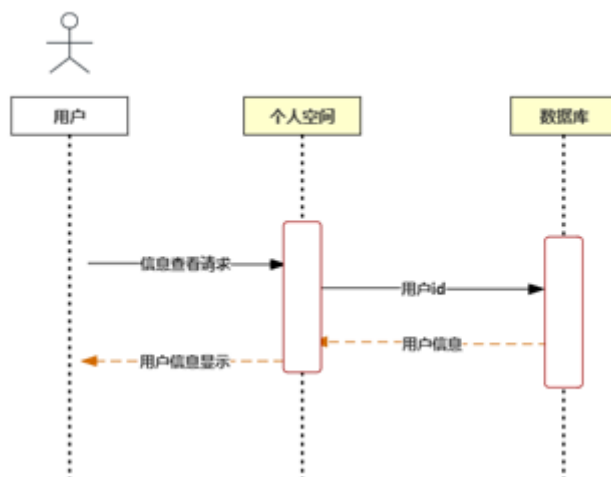 用户
个人空间
数据库
信息查看请求
用户id
用户信息
用户信息显示